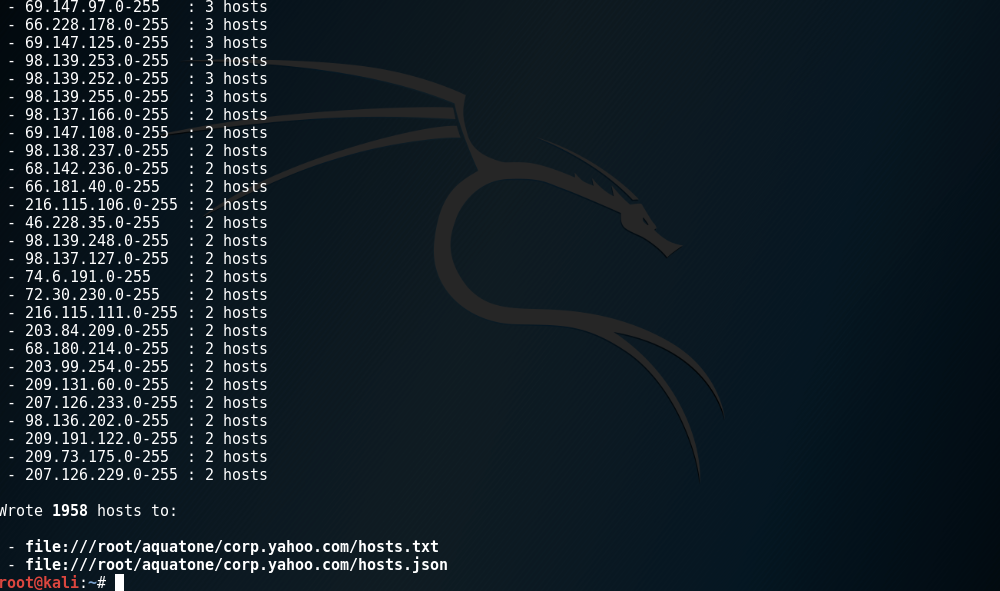 - 69.147.97.0-255   : 3 hosts
- 66.228.178.0-255  : 3 hosts
- 69.147.125.0-255  : 3 hosts
- 98.139.253.0-255  : 3 hosts
- 98.139.252.0-255  : 3 hosts
- 98.139.255.0-255  : 3 hosts
- 98.137.166.0-255  : 2 hosts
- 69.147.108.0-255  : 2 hosts
- 98.138.237.0-255  : 2 hosts
- 68.142.236.0-255  : 2 hosts
- 66.181.40.0-255   : 2 hosts
- 216.115.106.0-255 : 2 hosts
- 46.228.35.0-255   : 2 hosts
- 98.139.248.0-255  : 2 hosts
- 98.137.127.0-255  : 2 hosts
- 74.6.191.0-255    : 2 hosts
- 72.30.230.0-255   : 2 hosts
- 216.115.111.0-255 : 2 hosts
- 203.84.209.0-255  : 2 hosts
- 68.180.214.0-255  : 2 hosts
- 203.99.254.0-255  : 2 hosts
- 209.131.60.0-255  : 2 hosts
- 207.126.233.0-255 : 2 hosts
- 98.136.202.0-255  : 2 hosts
- 209.191.122.0-255 : 2 hosts
- 209.73.175.0-255  : 2 hosts
- 207.126.229.0-255 : 2 hosts
Wrote 1958 hosts to:
- file:///root/aquatone/corp.yahoo.com/hosts.txt
- file:///root/aquatone/corp.yahoo.com/hosts.json
root@kali:~#